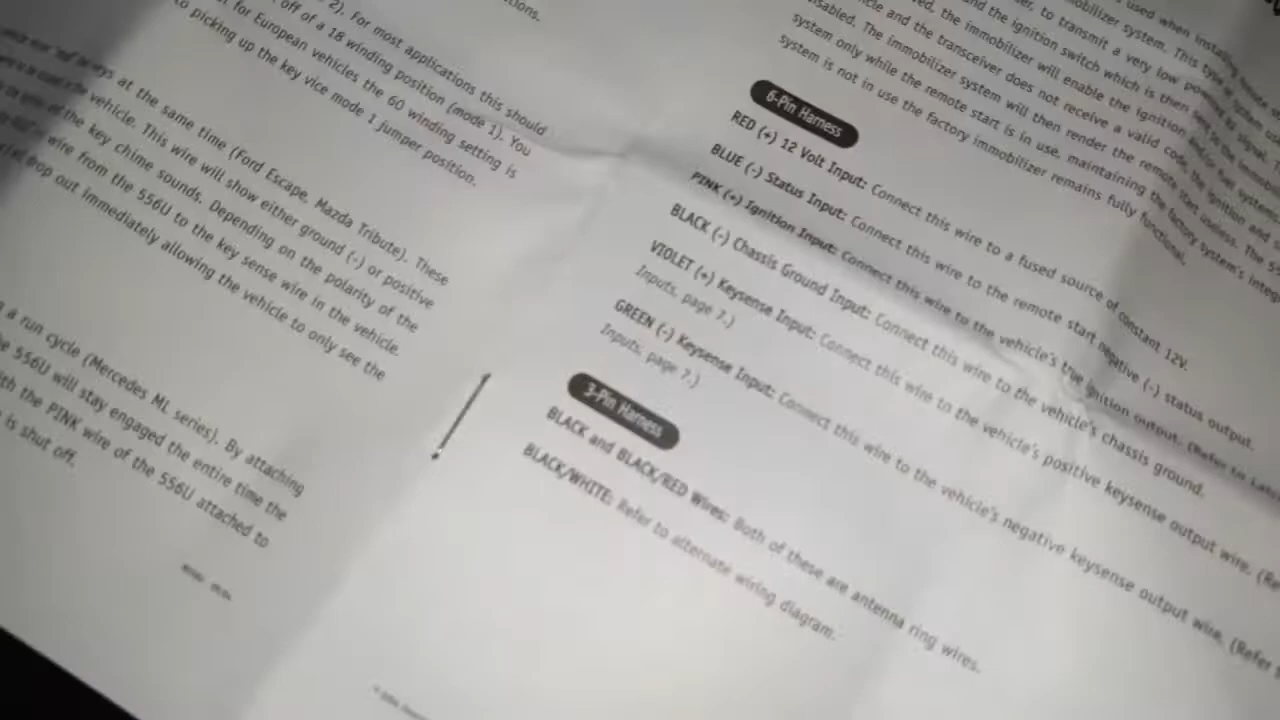 2). For most applications this should
off of a 18 winding position (mode 1). You
for European vehicles the 60 winding setting is
to picking up the key vice mode 1 jumper position.
at the same time (Ford Escape, Mazda Tribute). These
vehicle. This wire will show either ground (-) or positive
the key chime sounds. Depending on the polarity of the
wire from the 556U to the key sense wire in the vehicle.
drop out immediately allowing the vehicle to only see the
a run cycle (Mercedes ML series). By attaching
556U will stay engaged the entire time the
the PINK wire of the 556U attached to
is shut off.
used when
immobilizer system. This type
to transmit a very low
and the ignition switch which is then
the immobilizer will enable the ignition
and the transceiver does not receive a valid code, the ignition and
disabled. The immobilizer system will then render the remote start useless. The
system only while the remote start is in use, maintaining the factory system's
system is not in use the factory immobilizer remains fully functional.
6-Pin Harness
RED (+) 12 Volt Input: Connect this wire to a fused source of constant 12V.
BLUE (-) Status Input: Connect this wire to the remote start negative (-) status output.
PINK (+) Ignition Input: Connect this wire to the vehicle's true ignition output. (Refer to
BLACK (-) Chassis Ground Input: Connect this wire to the vehicle's chassis ground.
VIOLET (+) Keysense Input: Connect this wire to the vehicle's positive keysense output wire.
Inputs, page 7.)
GREEN (-) Keysense Input: Connect this wire to the vehicle's negative keysense output wire. (Refer
Inputs, page 7.)
3-Pin Harness
BLACK and BLACK/RED Wires: Both of these are antenna ring wires.
BLACK/WHITE: Refer to alternate wiring diagram.